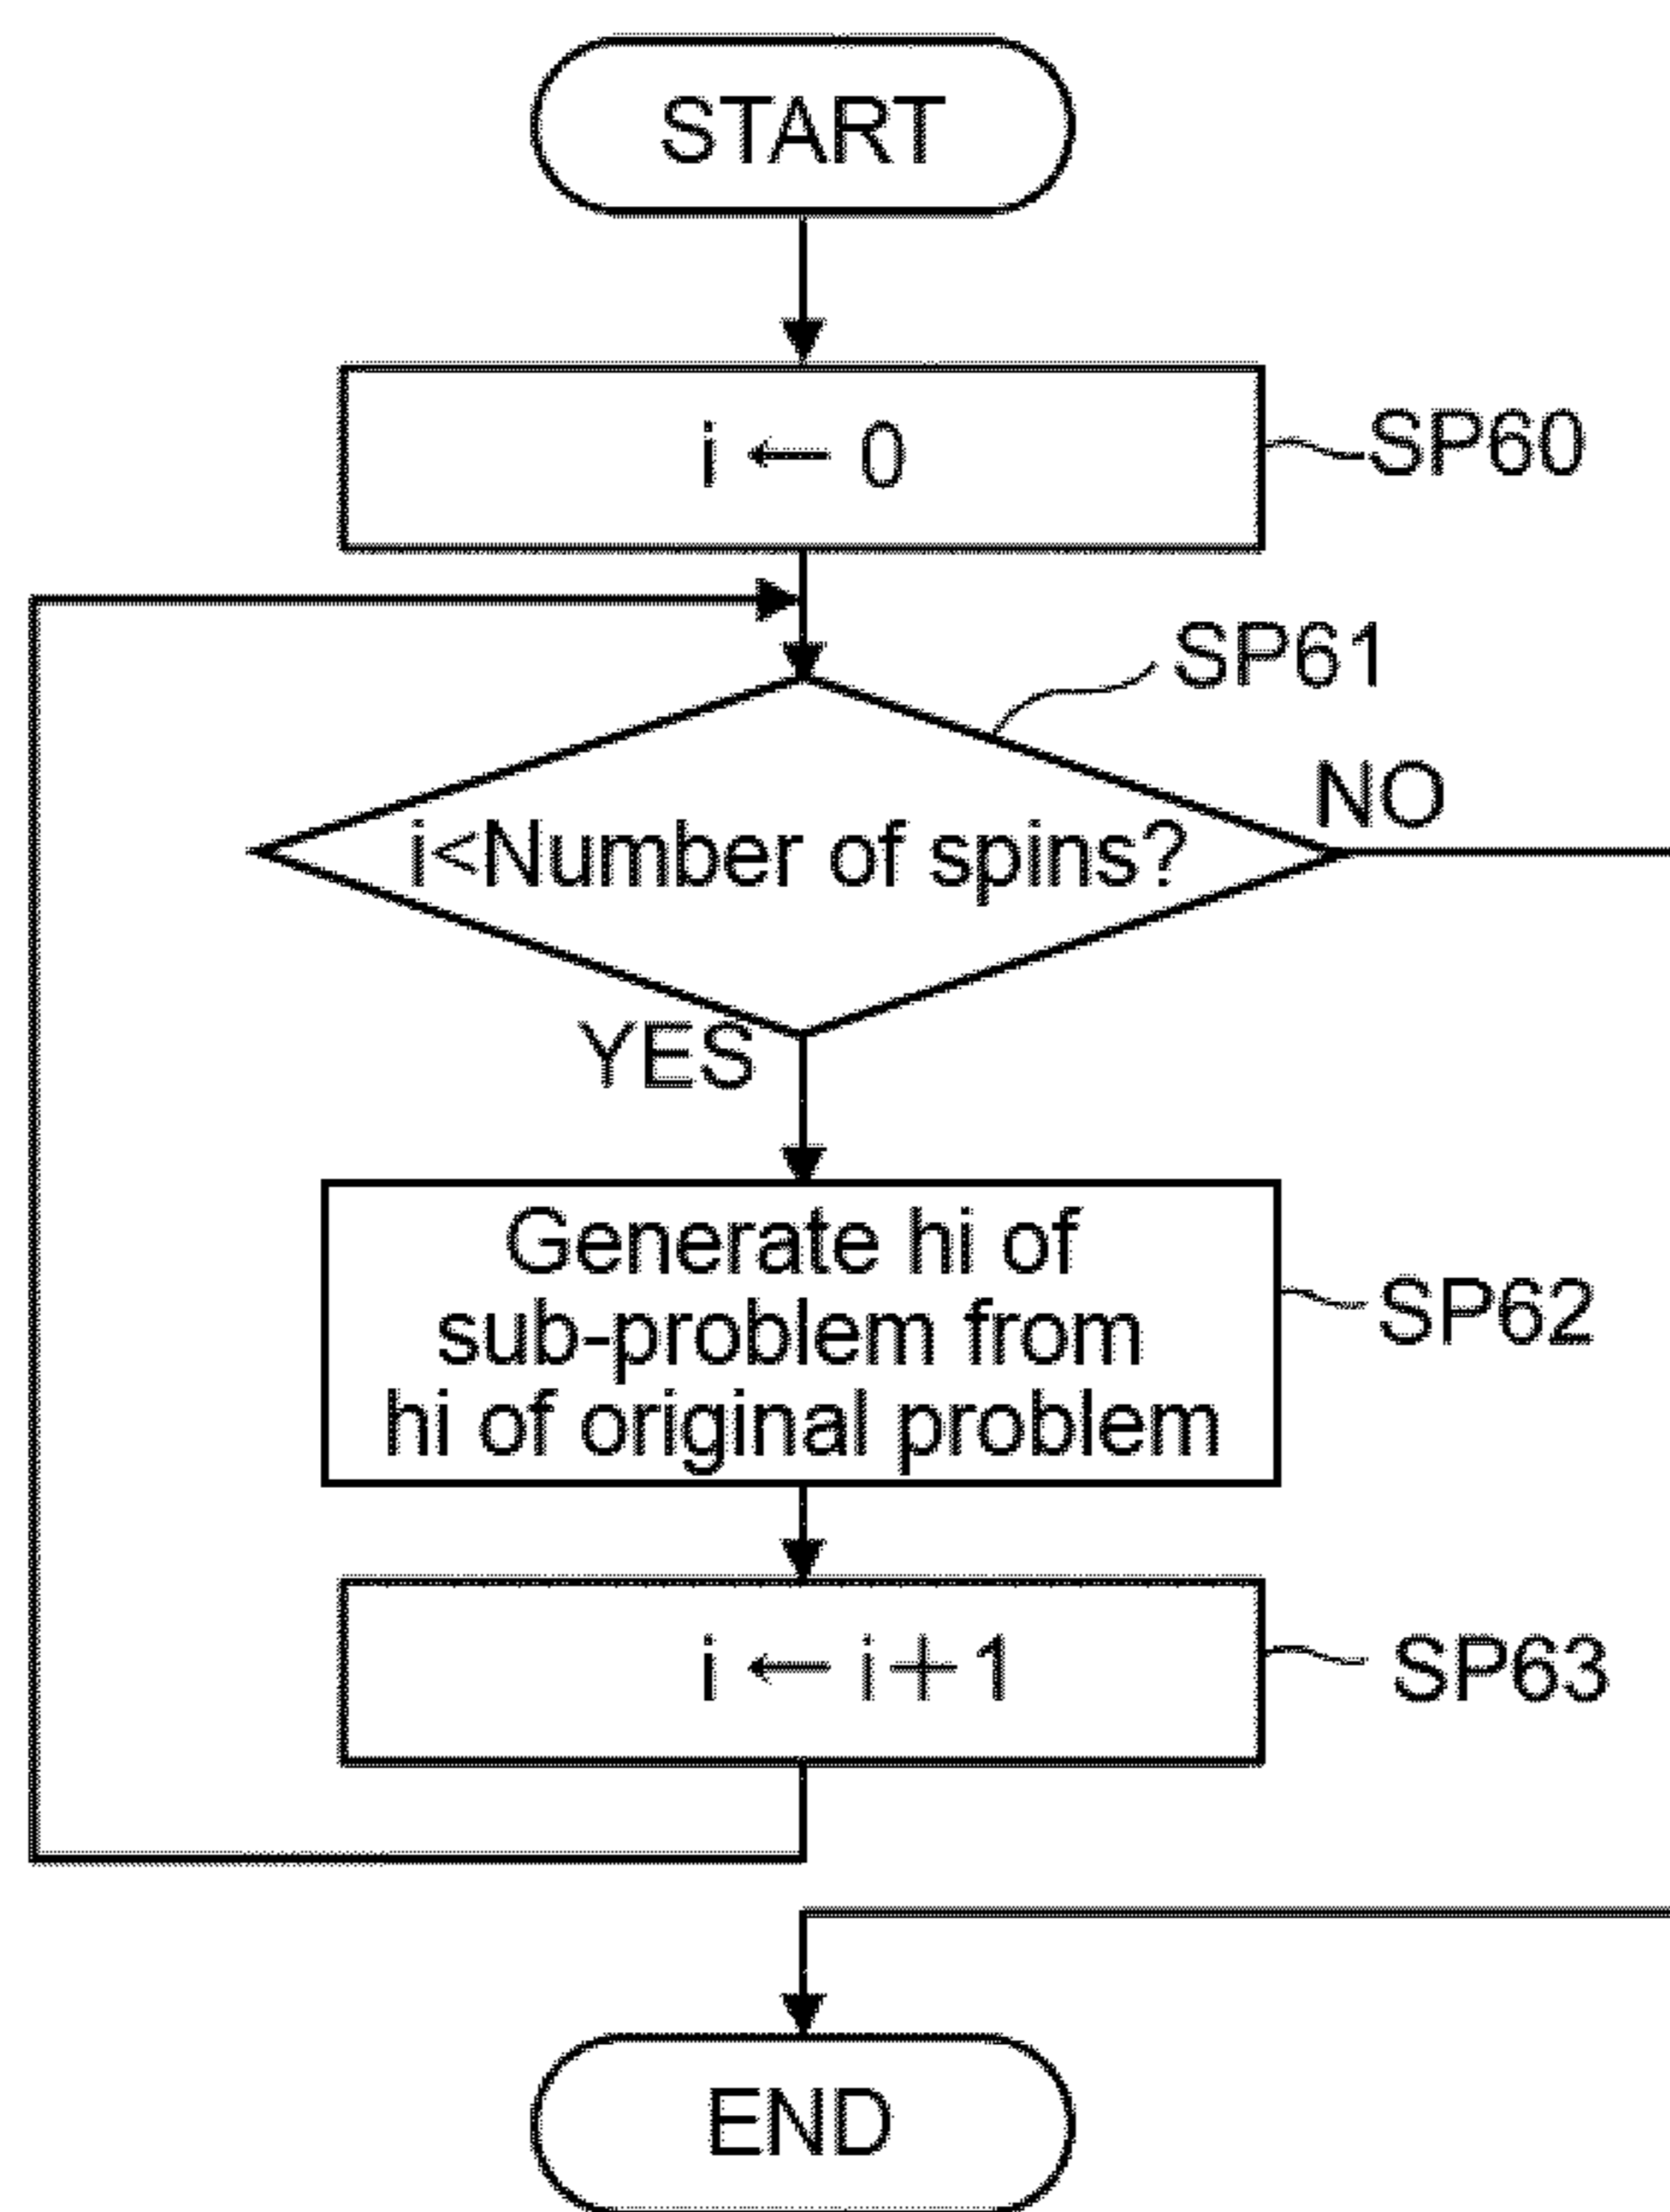 START
i ← 0
SP60
SP61
NO
i<Number of spins?
YES
Generate hi of
sub-problem from
hi of original problem
SP62
i ← i+1
SP63
END